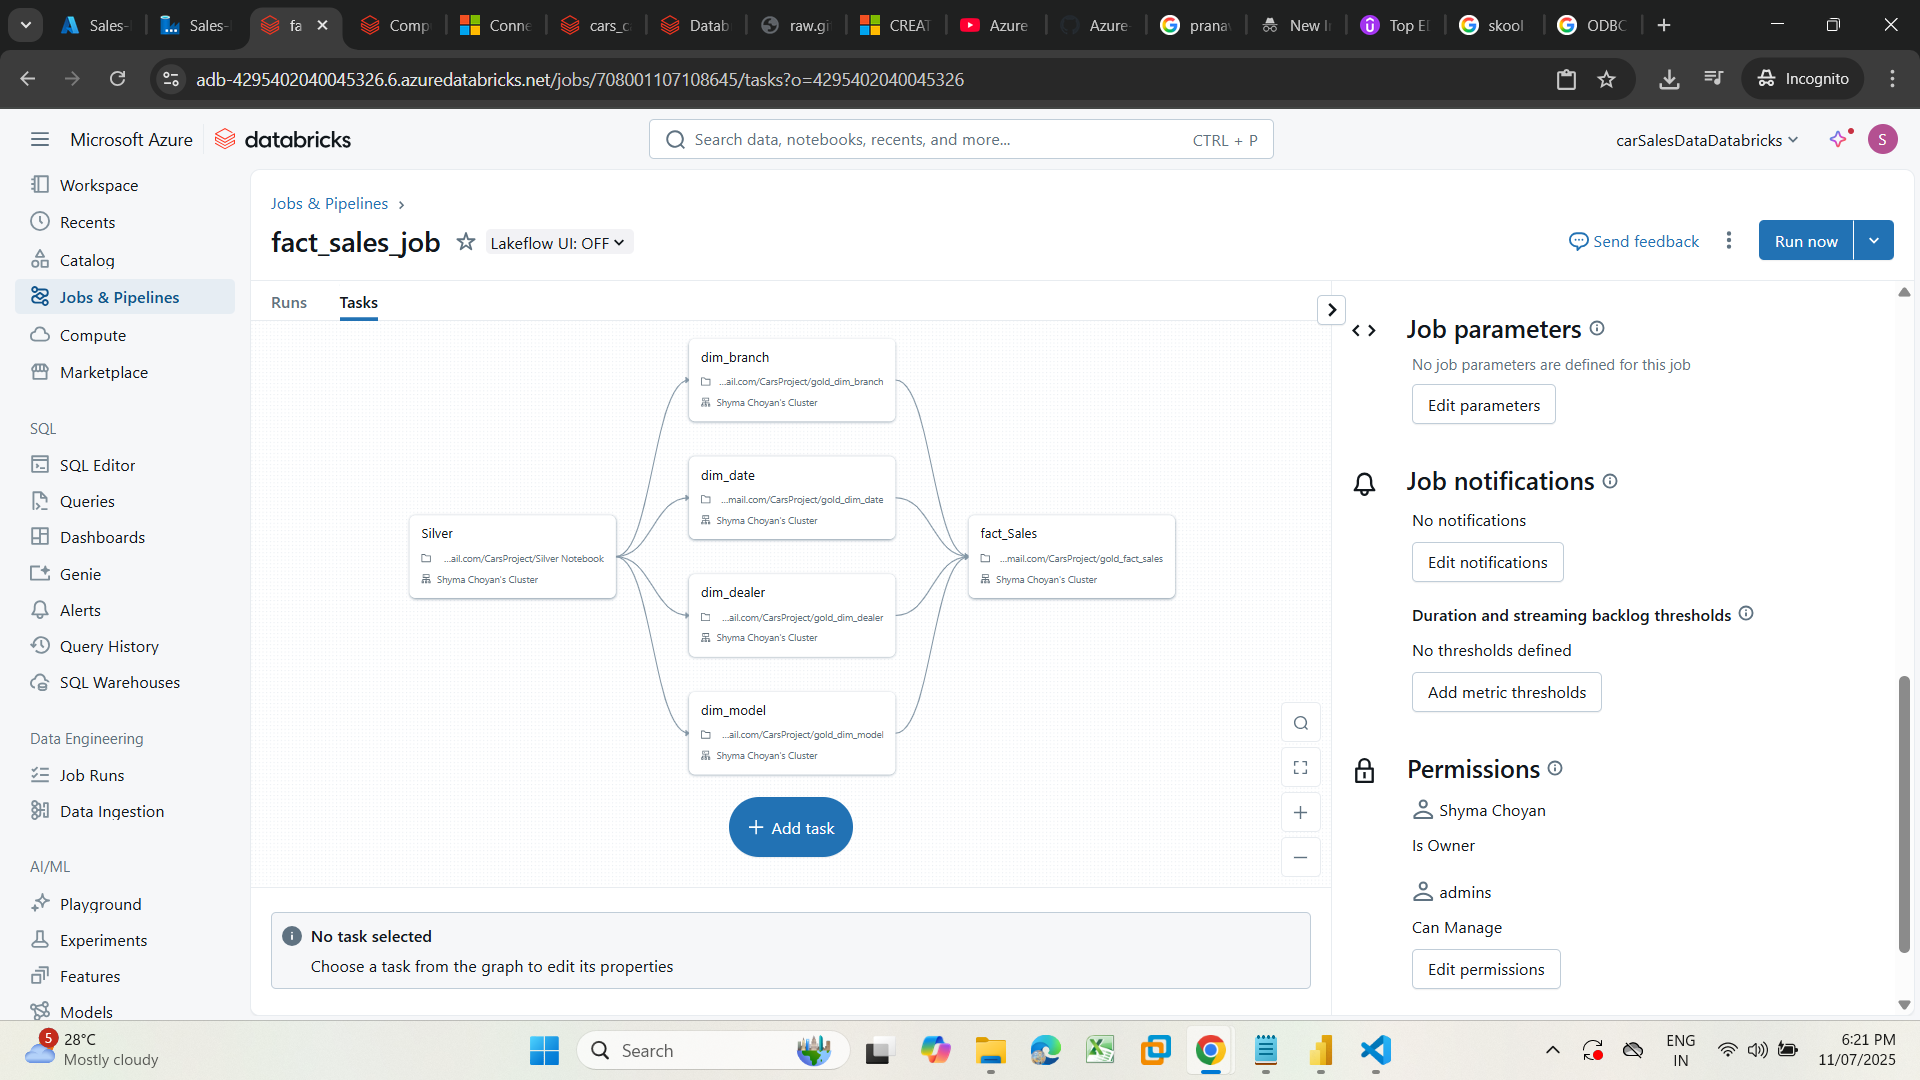 Sales-
Sales-
fa
Comp
Conne
cars_c
Datab
raw.gi
CREAT
Azure
Azure-
prana
New I
Top E
skool
ODBC
adb-4295402040045326.6.azuredatabricks.net/jobs/708001107108645/tasks?o=4295402040045326
Incognito
Microsoft Azure
databricks
Search data, notebooks, recents, and more...
CTRL + P
carSalesDataDatabricks
S
Workspace
Recents
Catalog
Jobs & Pipelines
Compute
Marketplace
SQL
SQL Editor
Queries
Dashboards
Genie
Alerts
Query History
SQL Warehouses
Data Engineering
Job Runs
Data Ingestion
AI/ML
Playground
Experiments
Features
Models
Jobs & Pipelines
fact_sales_job
Lakeflow UI: OFF
Send feedback
Run now
Runs
Tasks
dim_branch
...ail.com/CarsProject/gold_dim_branch
Shyma Choyan's Cluster
dim_date
...mail.com/CarsProject/gold_dim_date
Shyma Choyan's Cluster
Silver
...ail.com/CarsProject/Silver Notebook
Shyma Choyan's Cluster
fact_Sales
...mail.com/CarsProject/gold_fact_sales
Shyma Choyan's Cluster
dim_dealer
...ail.com/CarsProject/gold_dim_dealer
Shyma Choyan's Cluster
dim_model
...ail.com/CarsProject/gold_dim_model
Shyma Choyan's Cluster
Add task
No task selected
Choose a task from the graph to edit its properties
Job parameters
No job parameters are defined for this job
Edit parameters
Job notifications
No notifications
Edit notifications
Duration and streaming backlog thresholds
No thresholds defined
Add metric thresholds
Permissions
Shyma Choyan
Is Owner
admins
Can Manage
Edit permissions
5
28°C
Mostly cloudy
Search
ENG
IN
6:21 PM
11/07/2025